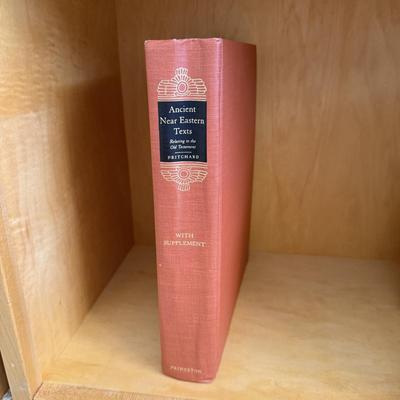 Ancient
Near Eastern
Texts
Relating to the
Old Testament
PRITCHARD
WITH
SUPPLEMENT
PRINCETON